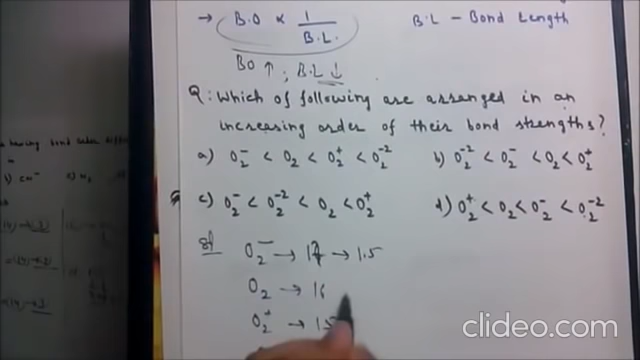 → B.O ∝ 1/B.L. B.L - Bond Length
BO ↑ ; B.L ↓
Q: Which of following are arranged in an
increasing order of their bond strengths?
a) O₂⁻ < O₂ < O₂⁺ < O₂⁻² b) O₂⁻² < O₂⁻ < O₂ < O₂⁺
c) O₂⁻ < O₂⁻² < O₂ < O₂⁺ d) O₂⁺ < O₂ < O₂⁻ < O₂⁻²
O₂⁻ → 17 → 1.5
O₂ → 16
O₂⁺ → 15
clideo.com